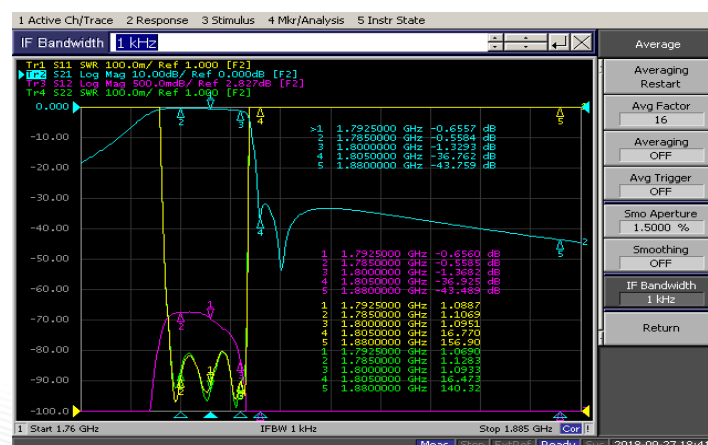 1 Active Ch/Trace 2 Response 3 Stimulus 4 Mkr/Analysis 5 Instr State
IF Bandwidth 1 kHz
Tr1 S11 SWR 100.0m/ Ref 1.000 [F2]
Tr2 S21 Log Mag 10.00dB/ Ref 0.000dB [F2]
Tr3 S12 Log Mag 500.0mdB/ Ref 2.827dB [F2]
Tr4 S22 SWR 100.0m/ Ref 1.000 [F2]
0.000
-10.00
-20.00
-30.00
-40.00
-50.00
-60.00
-70.00
-80.00
-90.00
-100.0
>1 1.7925000 GHz -0.6557 dB
2 1.7850000 GHz -0.5584 dB
3 1.8000000 GHz -1.3293 dB
4 1.8050000 GHz -36.762 dB
5 1.8800000 GHz -43.759 dB
1 1.7925000 GHz -0.6560 dB
2 1.7850000 GHz -0.5585 dB
3 1.8000000 GHz -1.3682 dB
4 1.8050000 GHz -36.925 dB
5 1.8800000 GHz -43.489 dB
1 1.7925000 GHz 1.0887
2 1.7850000 GHz 1.1069
3 1.8000000 GHz 1.0951
4 1.8050000 GHz 16.770
5 1.8800000 GHz 156.90
1 1.7925000 GHz 1.0690
2 1.7850000 GHz 1.1283
3 1.8000000 GHz 1.0933
4 1.8050000 GHz 16.473
5 1.8800000 GHz 140.32
1 Start 1.76 GHz IFBW 1 kHz Stop 1.885 GHz Cor !
Average
Averaging
Restart
Avg Factor
16
Averaging
OFF
Avg Trigger
OFF
Smo Aperture
1.5000 %
Smoothing
OFF
IF Bandwidth
1 kHz
Return
Meas Stop ExtRef Ready Svc 2018-09-27 18:41